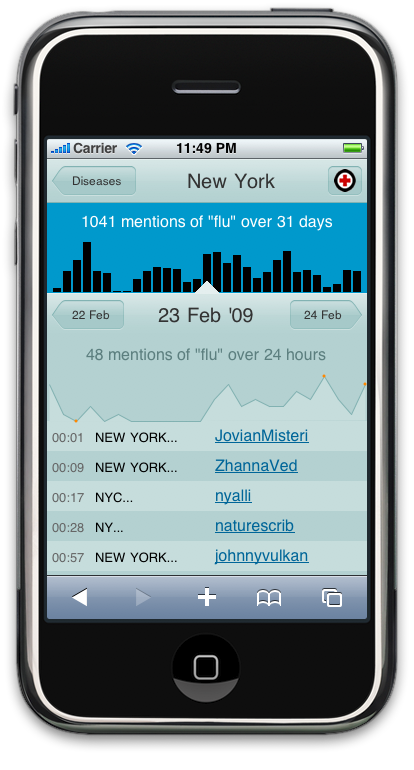 Carrier 11:49 PM
Diseases New York
1041 mentions of "flu" over 31 days
22 Feb 23 Feb '09 24 Feb
48 mentions of "flu" over 24 hours
00:01 NEW YORK... JovianMisteri
00:09 NEW YORK... ZhannaVed
00:17 NYC... nyalli
00:28 NY... naturescrib
00:57 NEW YORK... johnnyvulkan